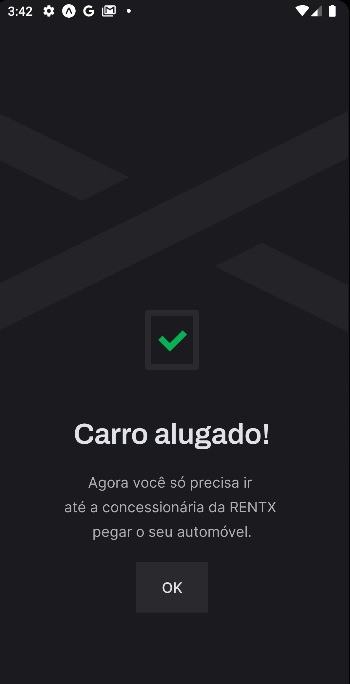 3:42
Carro alugado!
Agora você só precisa ir
até a concessionária da RENTX
pegar o seu automóvel.
OK